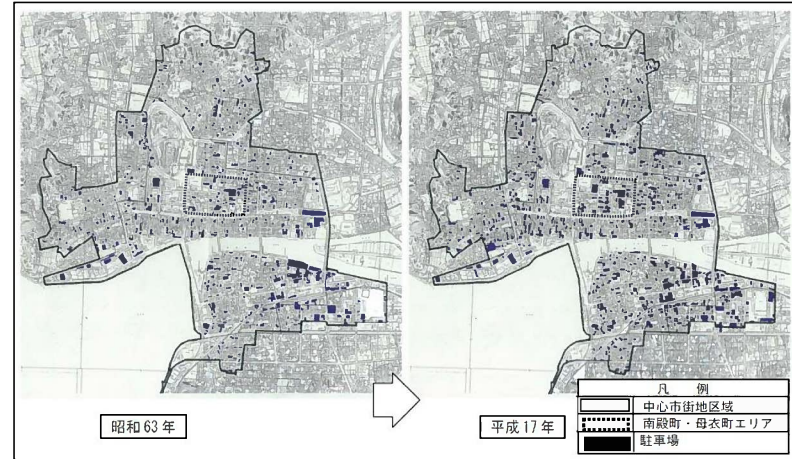 昭和63年
平成17年
凡 例
中心市街地区域
南殿町・母衣町エリア
駐車場